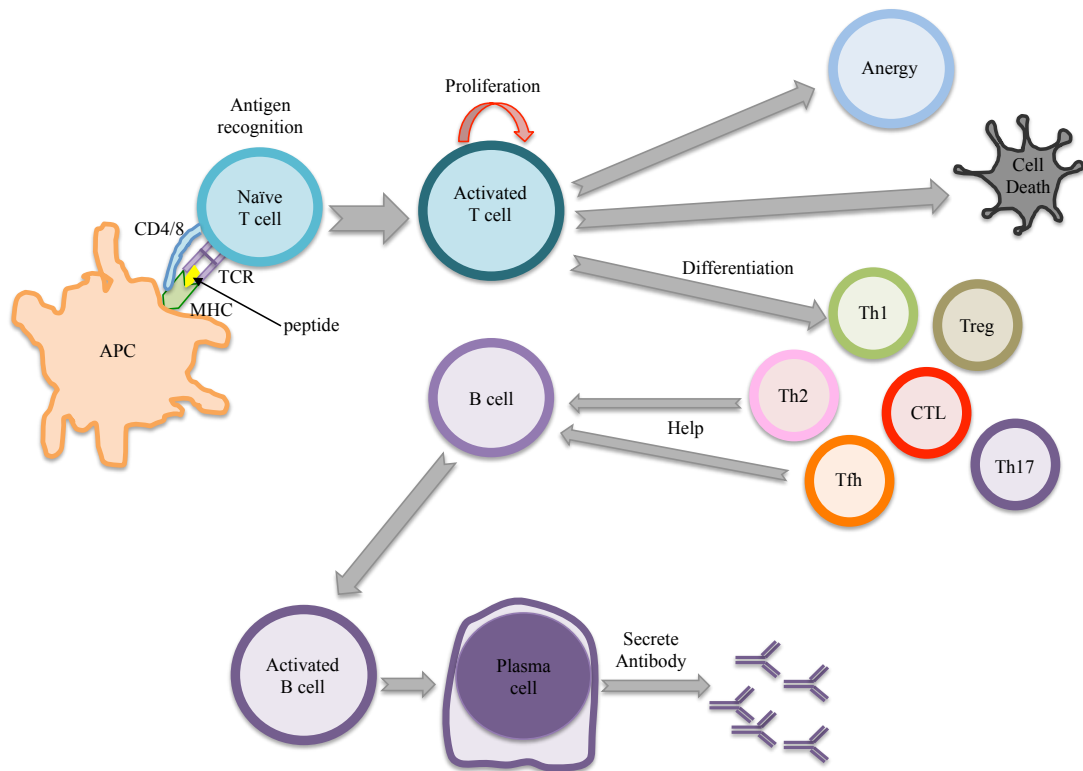 Anergy
Proliferation
Antigen
recognition
Cell
Death
Naïve
T cell
Activated
T cell
CD4/8
TCR
MHC
peptide
APC
Differentiation
Th1
Treg
B cell
Th2
CTL
Help
Th17
Tfh
Activated
B cell
Plasma
cell
Secrete
Antibody